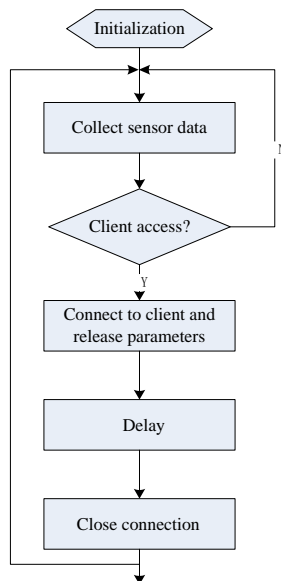 Initialization
Collect sensor data
N
Client access?
Y
Connect to client and
release parameters
Delay
Close connection